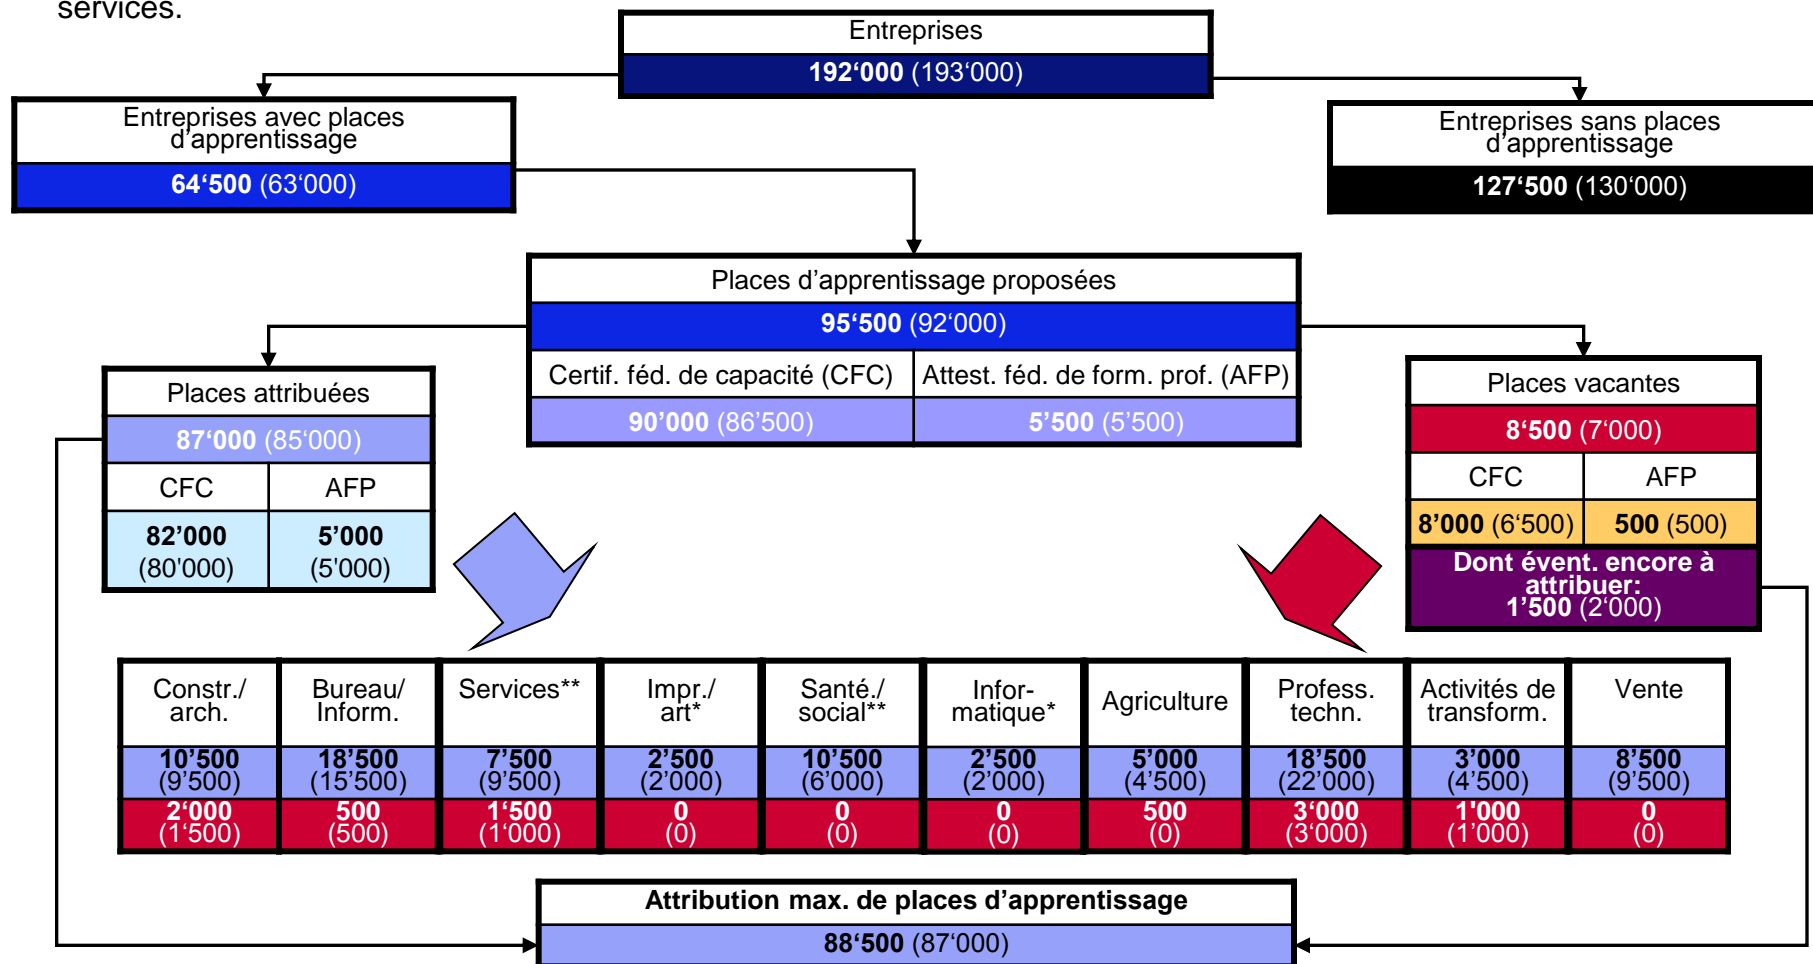 services.
Entreprises
192‘000 (193‘000)
Entreprises avec places
d’apprentissage
64‘500 (63‘000)
Entreprises sans places
d’apprentissage
127‘500 (130‘000)
Places d’apprentissage proposées
95‘500 (92‘000)
Certif. féd. de capacité (CFC)
Attest. féd. de form. prof. (AFP)
90’000 (86’500)
5’500 (5’500)
Places attribuées
87‘000 (85‘000)
CFC
AFP
82’000
(80'000)
5’000
(5’000)
Places vacantes
8‘500 (7‘000)
CFC
AFP
8’000 (6‘500)
500 (500)
Dont évent. encore à
attribuer:
1’500 (2’000)
Constr./
arch.
Bureau/
Inform.
Services**
Impr./
art*
Santé./
social**
Infor-
matique*
Agriculture
Profess.
techn.
Activités de
transform.
Vente
10’500
(9’500)
18’500
(15’500)
7’500
(9’500)
2’500
(2’000)
10’500
(6’000)
2’500
(2’000)
5’000
(4’500)
18’500
(22’000)
3’000
(4’500)
8’500
(9’500)
2‘000
(1’500)
500
(500)
1’500
(1’000)
0
(0)
0
(0)
0
(0)
500
(0)
3‘000
(3’000)
1'000
(1’000)
0
(0)
Attribution max. de places d’apprentissage
88‘500 (87‘000)